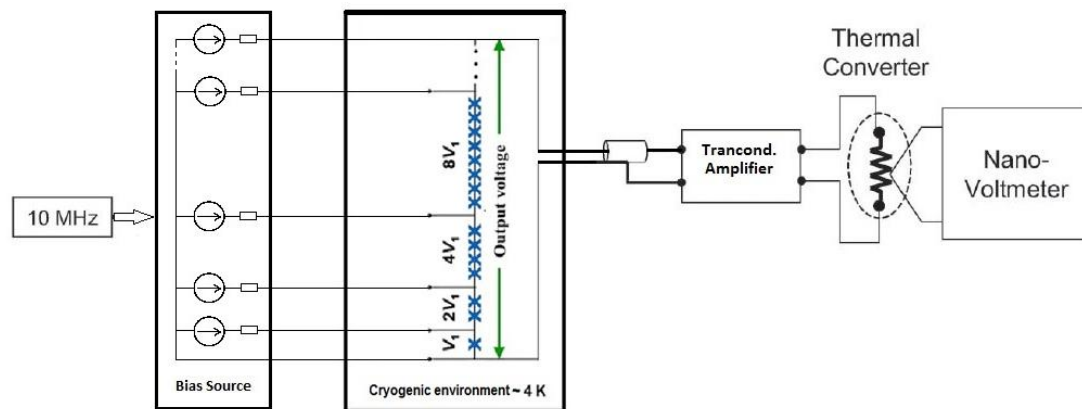 10 MHz
Bias Source
8V₁
4V₁
2V₁
V₁
Output voltage
Cryogenic environment ~ 4 K
Trancond.
Amplifier
Thermal
Converter
Nano-
Voltmeter